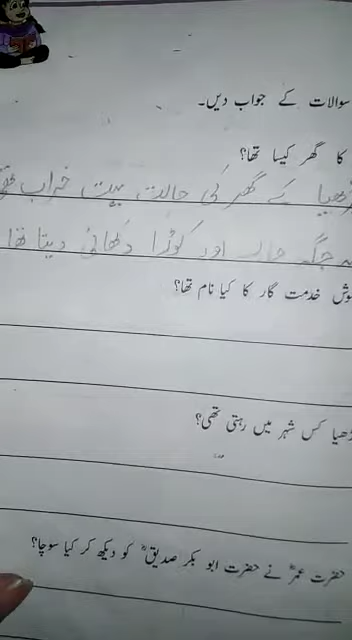 سوالات کے جواب دیں۔
کا گھر کیسا تھا؟
کے گھر کی حالت بہت خراب تھی
جگہ جالے اور کوڑا دکھائی دیتا تھا
خدمت گار کا کیا نام تھا؟
کس شہر میں رہتی تھی؟
حضرت عمرؓ نے حضرت ابو بکر صدیقؓ کو دیکھ کر کیا سوچا؟